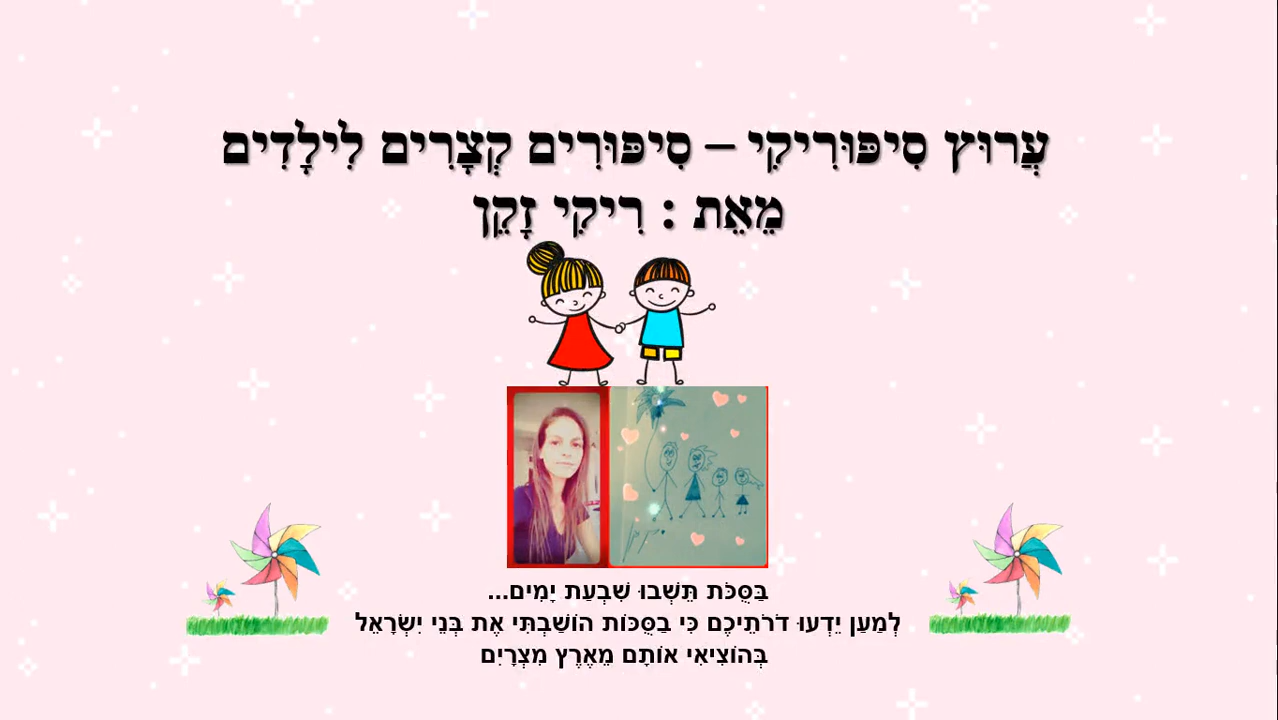 עֲרוּץ סִיפּוּרִיקִי – סִיפּוּרִים קְצָרִים לִילָדִים
מֵאֵת : רִיקִי זָקֵן
בַּסֻּכֹּת תֵּשְׁבוּ שִׁבְעַת יָמִים...
לְמַעַן יֵדְעוּ דֹרֹתֵיכֶם כִּי בַסֻּכּוֹת הוֹשַׁבְתִּי אֶת בְּנֵי יִשְׂרָאֵל
בְּהוֹצִיאִי אוֹתָם מֵאֶרֶץ מִצְרָיִם